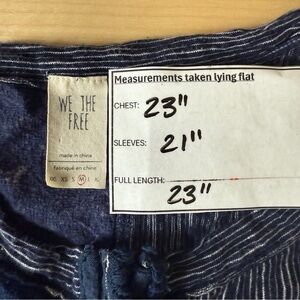 WE THE
FREE
made in china
fabriqué en chine
XS S M L XL
Measurements taken lying flat
CHEST: 23"
SLEEVES: 21"
FULL LENGTH:
23"